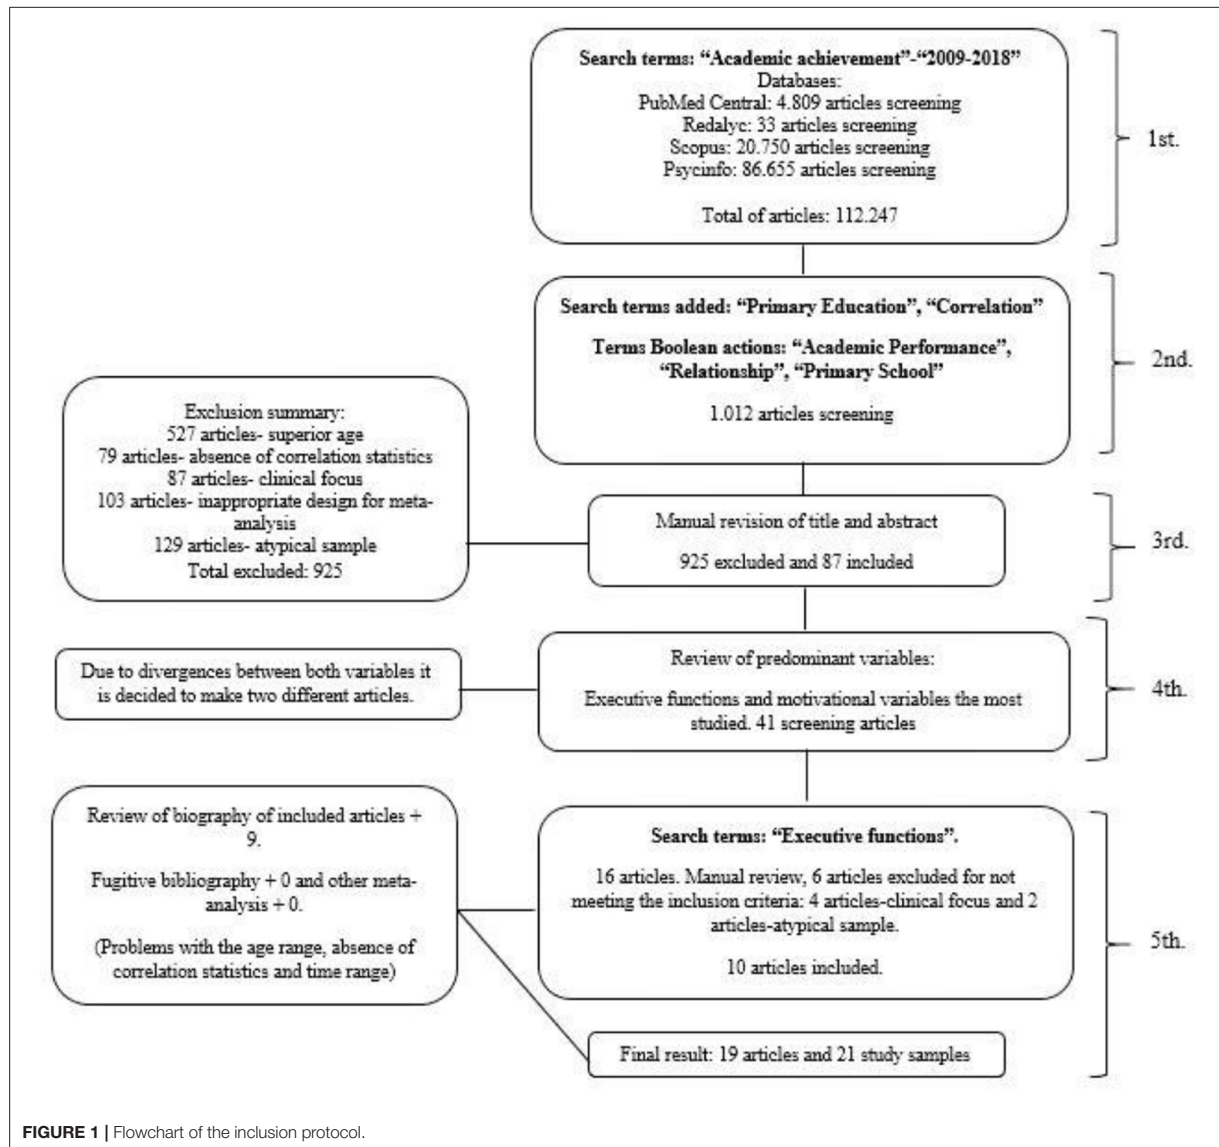 Search terms: “Academic achievement”-“2009-2018”
Databases:
PubMed Central: 4.809 articles screening
Redalyc: 33 articles screening
Scopus: 20.750 articles screening
Psycinfo: 86.655 articles screening
Total of articles: 112.247
1st.
Search terms added: “Primary Education”, “Correlation”
Terms Boolean actions: “Academic Performance”,
“Relationship”, “Primary School”
1.012 articles screening
2nd.
Exclusion summary:
527 articles- superior age
79 articles- absence of correlation statistics
87 articles- clinical focus
103 articles- inappropriate design for meta-
analysis
129 articles- atypical sample
Total excluded: 925
Manual revision of title and abstract
925 excluded and 87 included
3rd.
Due to divergences between both variables it
is decided to make two different articles.
Review of predominant variables:
Executive functions and motivational variables the most
studied. 41 screening articles
4th.
Review of biography of included articles +
9.
Fugitive bibliography + 0 and other meta-
analysis + 0.
(Problems with the age range, absence of
correlation statistics and time range)
Search terms: “Executive functions”.
16 articles. Manual review, 6 articles excluded for not
meeting the inclusion criteria: 4 articles-clinical focus and 2
articles-atypical sample.
10 articles included.
5th.
Final result: 19 articles and 21 study samples
FIGURE 1 | Flowchart of the inclusion protocol.